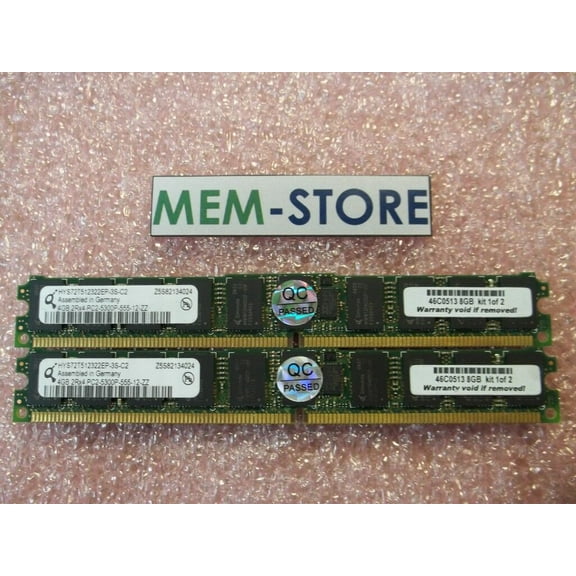 MEM-STORE
HYS72T512322EP-3S-C2 Z5S82134024
Assembled in Germany
4GB 2Rx4 PC2-5300P-555-12-ZZ
QC
PASSED
46C0513 8GB kit 1of 2
Warranty void if removed!
HYS72T512322EP-3S-C2 Z5S82134024
Assembled in Germany
4GB 2Rx4 PC2-5300P-555-12-ZZ
QC
PASSED
46C0513 8GB kit 1of 2
Warranty void if removed!